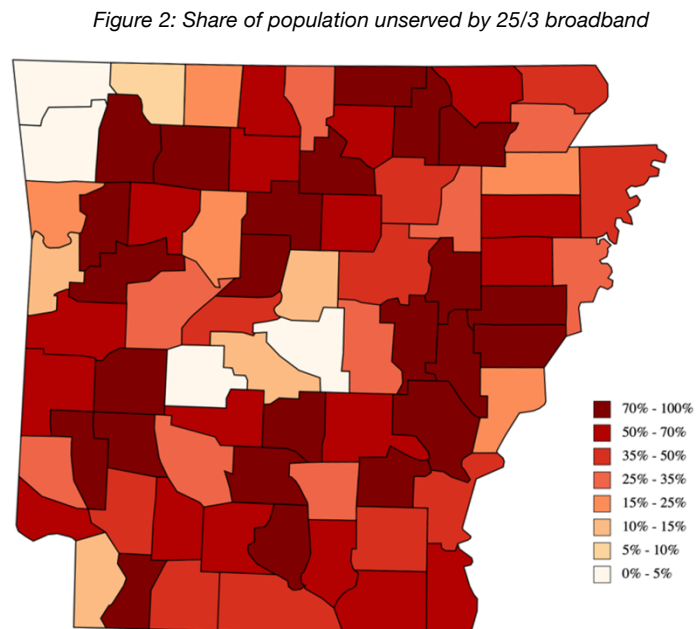 Figure 2: Share of population unserved by 25/3 broadband
70% - 100%
50% - 70%
35% - 50%
25% - 35%
15% - 25%
10% - 15%
5% - 10%
0% - 5%